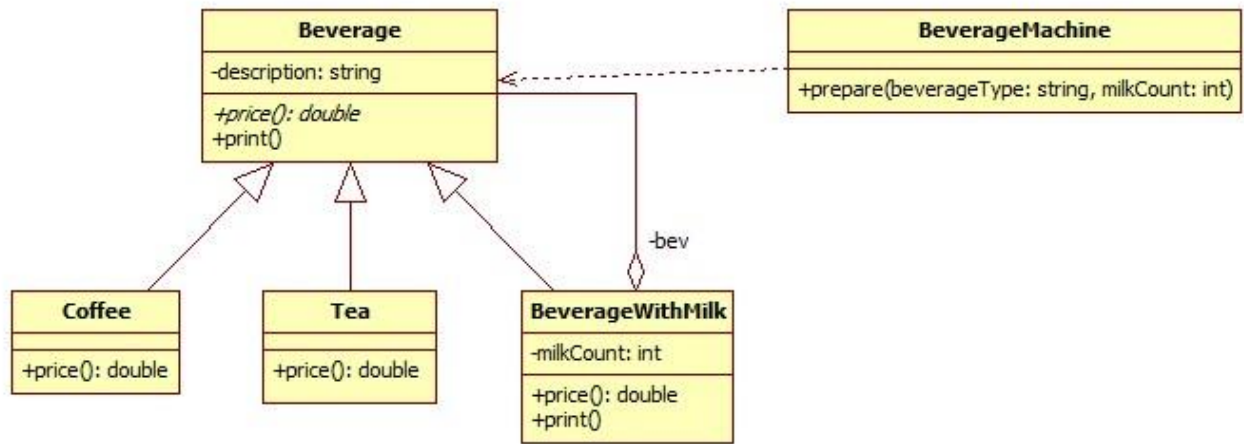 Beverage
-description: string
+price(): double
+print()
BeverageMachine
+prepare(beverageType: string, milkCount: int)
-bev
Coffee
+price(): double
Tea
+price(): double
BeverageWithMilk
-milkCount: int
+price(): double
+print()